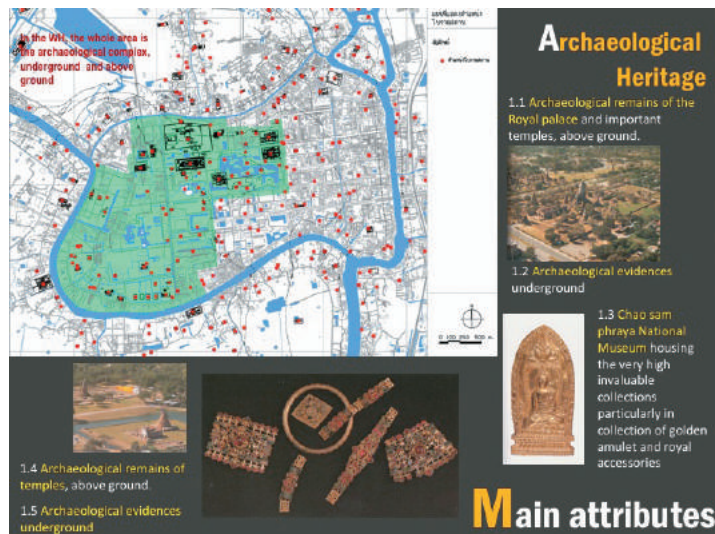 In the WH, the whole area is
the archaeological complex,
underground and above
ground
Archaeological
Heritage
1.1 Archaeological remains of the
Royal palace and important
temples, above ground.
1.2 Archaeological evidences
underground
1.3 Chao sam
phraya National
Museum housing
the very high
invaluable
collections
particularly in
collection of golden
amulet and royal
accessories
1.4 Archaeological remains of
temples, above ground.
1.5 Archaeological evidences
underground
Main attributes